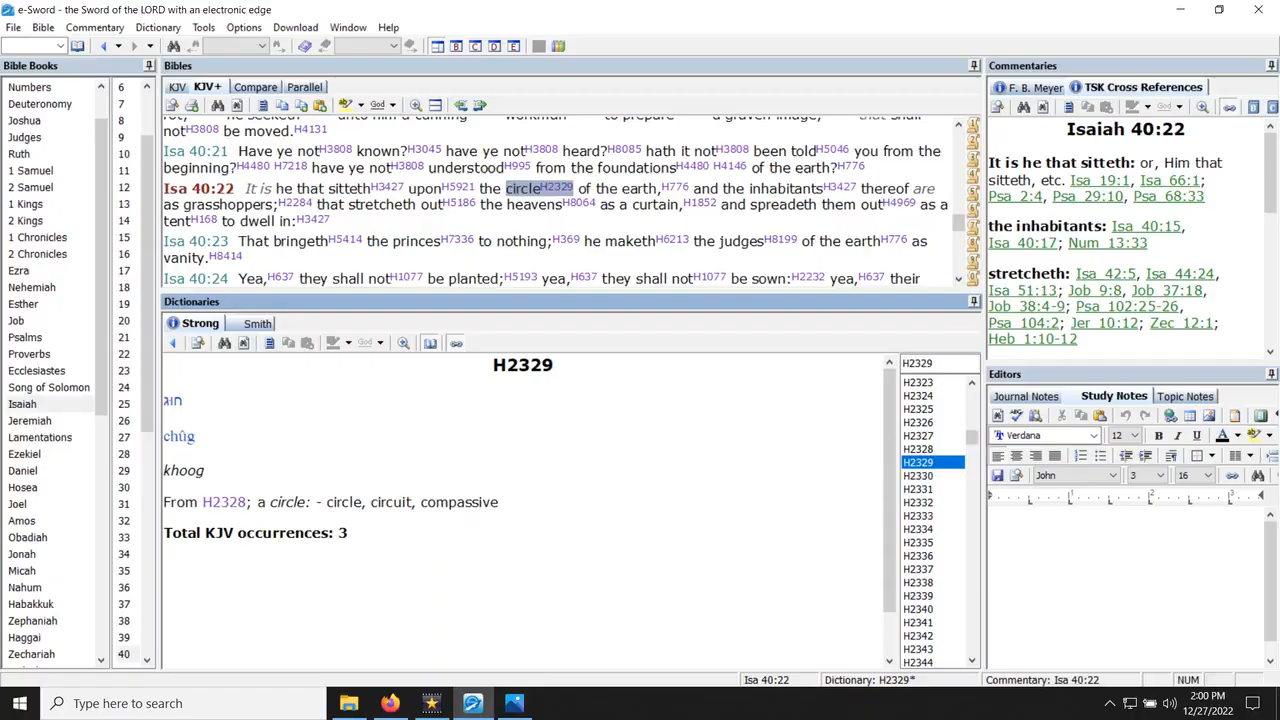 e-Sword - the Sword of the LORD with an electronic edge
File Bible Commentary Dictionary Tools Options Download Window Help
B C D E
Bible Books
Numbers
Deuteronomy
Joshua
Judges
Ruth
1 Samuel
2 Samuel
1 Kings
2 Kings
1 Chronicles
2 Chronicles
Ezra
Nehemiah
Esther
Job
Psalms
Proverbs
Ecclesiastes
Song of Solomon
Isaiah
Jeremiah
Lamentations
Ezekiel
Daniel
Hosea
Joel
Amos
Obadiah
Jonah
Micah
Nahum
Habakkuk
Zephaniah
Haggai
Zechariah
6
7
8
9
10
11
12
13
14
15
16
17
18
19
20
21
22
23
24
25
26
27
28
29
30
31
32
33
34
35
36
37
38
39
40
Bibles
KJV KJV+ Compare Parallel
God
not H3808 be moved. H4131
Isa 40:21 Have ye not H3808 known? H3045 have ye not H3808 heard? H8085 hath it not H3808 been told H5046 you from the
beginning? H4480 H7218 have ye not H3808 understood H995 from the foundations H4480 H4146 of the earth? H776
Isa 40:22 It is he that sitteth H3427 upon H5921 the circle H2329 of the earth, H776 and the inhabitants H3427 thereof are
as grasshoppers; H2284 that stretcheth out H5186 the heavens H8064 as a curtain, H1852 and spreadeth them out H4969 as a
tent H168 to dwell in: H3427
Isa 40:23 That bringeth H5414 the princes H7336 to nothing; H369 he maketh H6213 the judges H8199 of the earth H776 as
vanity. H8414
Isa 40:24 Yea, H637 they shall not H1077 be planted; H5193 yea, H637 they shall not H1077 be sown: H2232 yea, H637 their
Dictionaries
Strong Smith
God
H2329
חוּג
chûg
khoog
From H2328; a circle: - circle, circuit, compassive
Total KJV occurrences: 3
H2329
H2323
H2324
H2325
H2326
H2327
H2328
H2329
H2330
H2331
H2332
H2333
H2334
H2335
H2336
H2337
H2338
H2339
H2340
H2341
H2342
H2343
H2344
Commentaries
F. B. Meyer TSK Cross References
God
Isaiah 40:22
It is he that sitteth: or, Him that
sitteth, etc. Isa 19:1, Isa 66:1;
Psa 2:4, Psa 29:10, Psa 68:33
the inhabitants: Isa 40:15,
Isa 40:17; Num 13:33
stretcheth: Isa 42:5, Isa 44:24,
Isa 51:13; Job 9:8, Job 37:18,
Job 38:4-9; Psa 102:25-26,
Psa 104:2; Jer 10:12; Zec 12:1;
Heb 1:10-12
Editors
Journal Notes Study Notes Topic Notes
Verdana 12 B I U A
John 3 16
1 2 3
Isa 40:22 Dictionary: H2329* Commentary: Isa 40:22 NUM
Type here to search
2:00 PM
12/27/2022